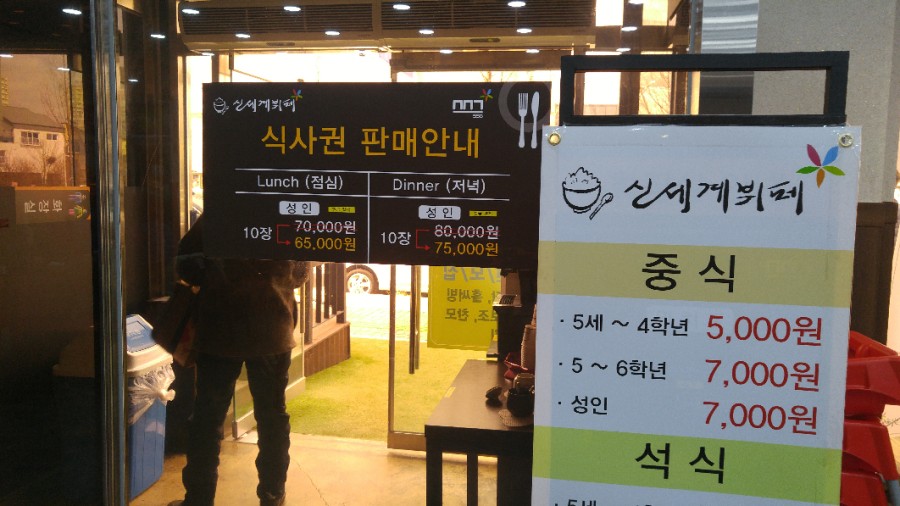 신세계뷔페
식사권 판매안내
Lunch (점심)
성인
10장
70,000원
65,000원
Dinner (저녁)
성인
10장
80,000원
75,000원
신세계뷔페
중식
· 5세 ~ 4학년 5,000원
· 5 ~ 6학년 7,000원
· 성인 7,000원
석식
화장실